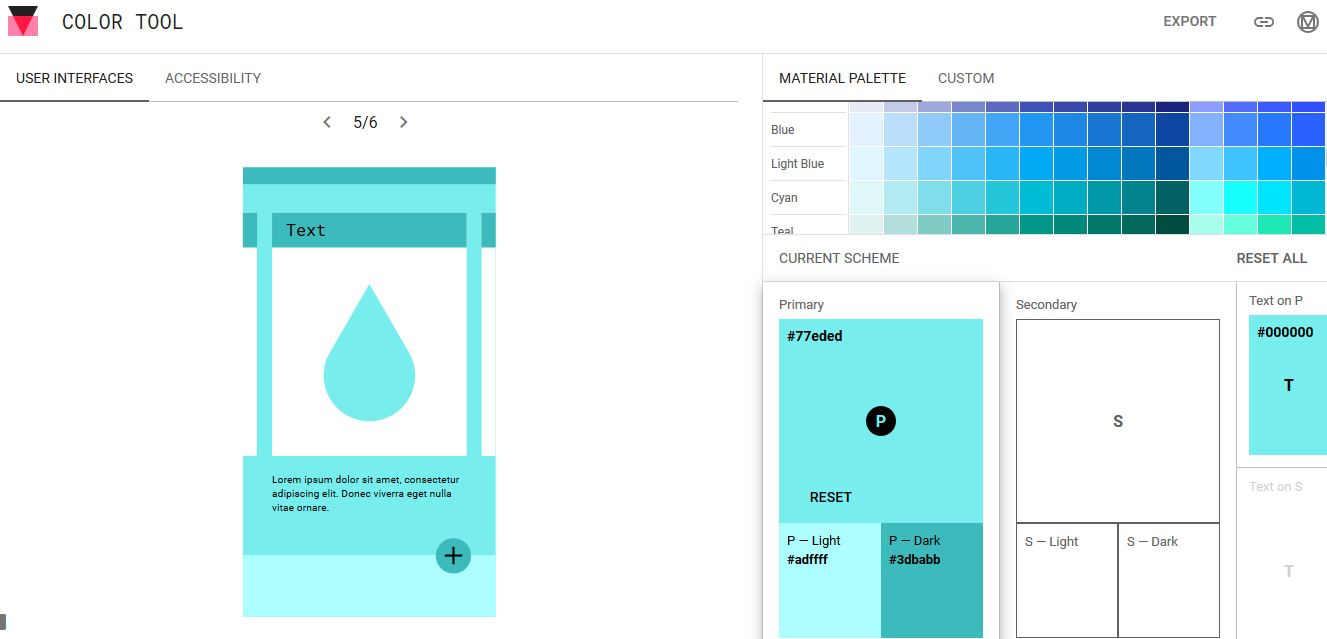 COLOR TOOL
EXPORT
USER INTERFACES
ACCESSIBILITY
5/6
Text
Lorem ipsum dolor sit amet, consectetur
adipiscing elit. Donec viverra eget nulla
vitae ornare.
MATERIAL PALETTE
CUSTOM
Blue
Light Blue
Cyan
Teal
CURRENT SCHEME
RESET ALL
Primary
#77eded
P
RESET
P — Light
#adffff
P — Dark
#3dbabb
Secondary
S
S — Light
S — Dark
Text on P
#000000
T
Text on S
T